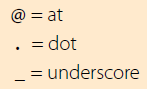 @ = at
. = dot
_ = underscore